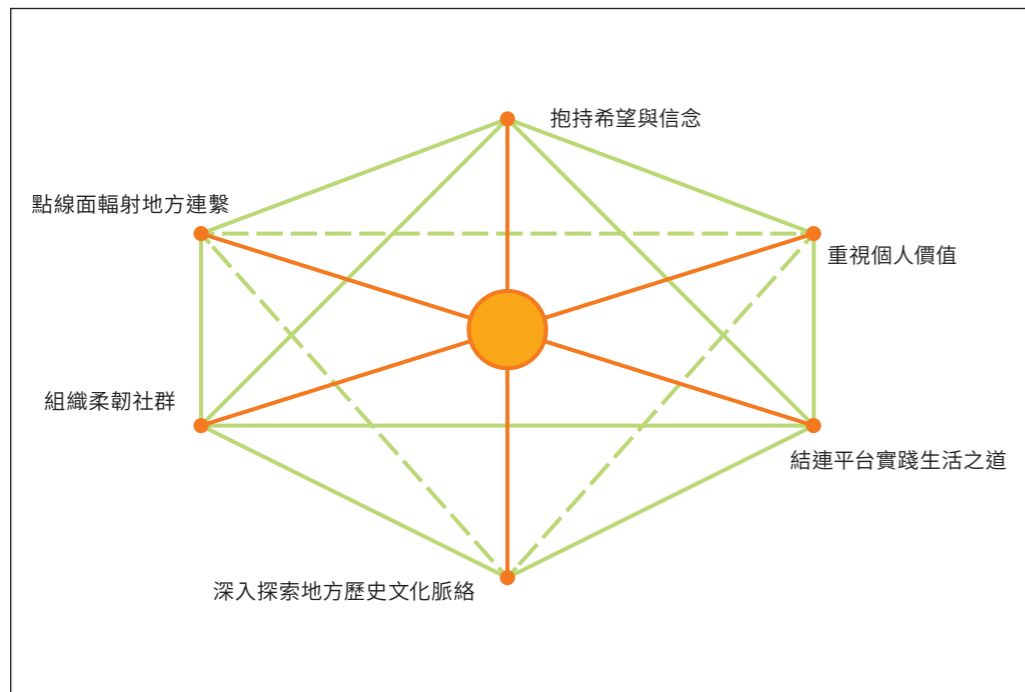 抱持希望與信念
點線面輻射地方連繫
重視個人價值
組織柔韌社群
結連平台實踐生活之道
深入探索地方歷史文化脈絡